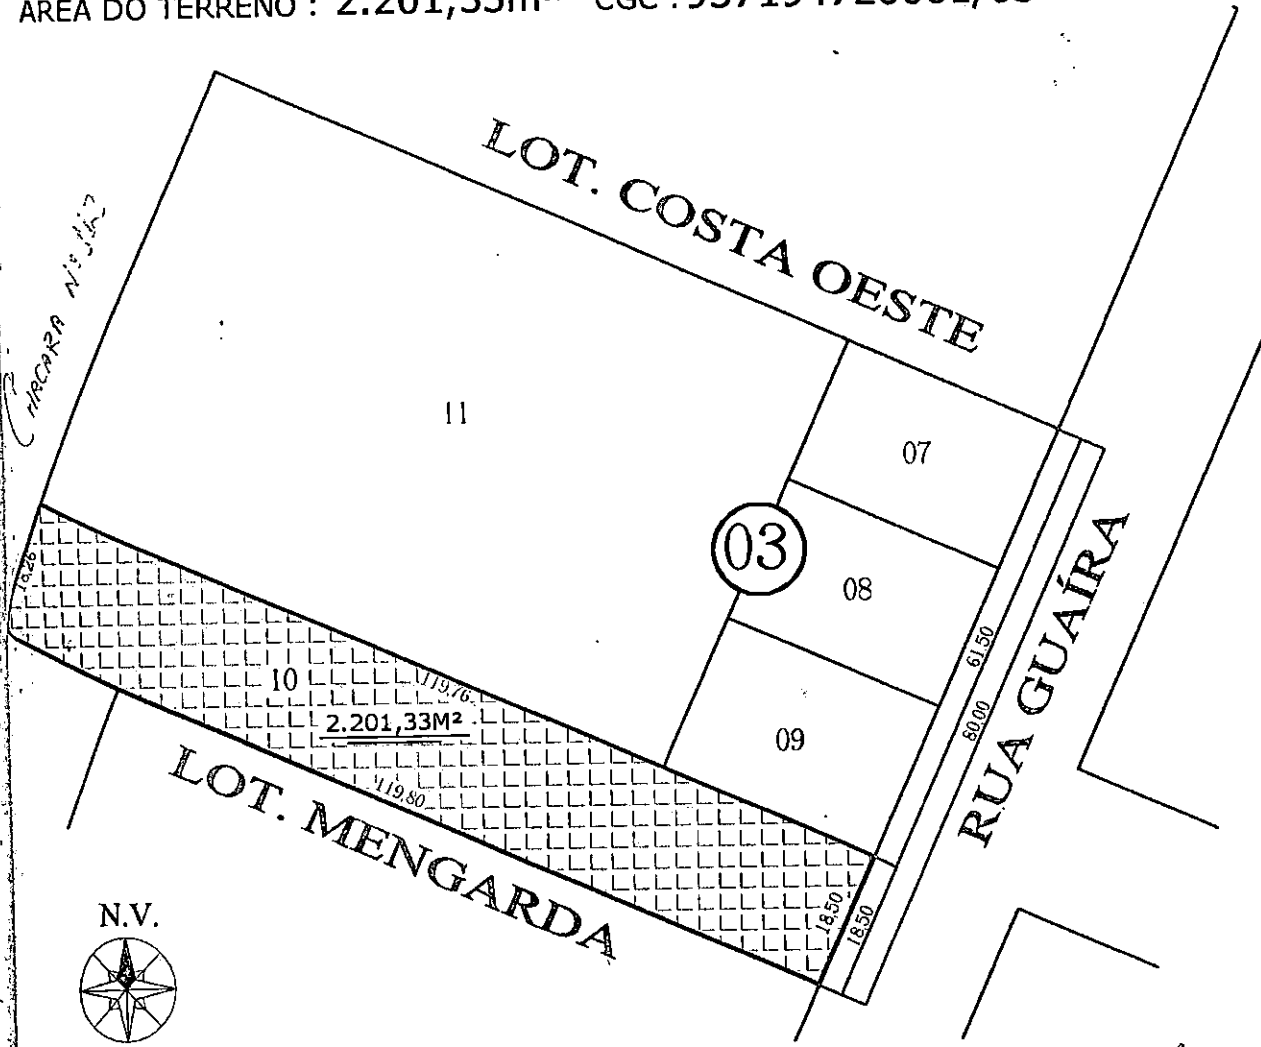 ÁREA DO TERRENO : 2.201,33m²
LOT. COSTA OESTE
11
07
03
08
61.50
80.00
RUA GUAÍRA
10
119.76
2.201,33M²
09
119.80
LOT. MENGARDA
18.50
18.50
N.V.